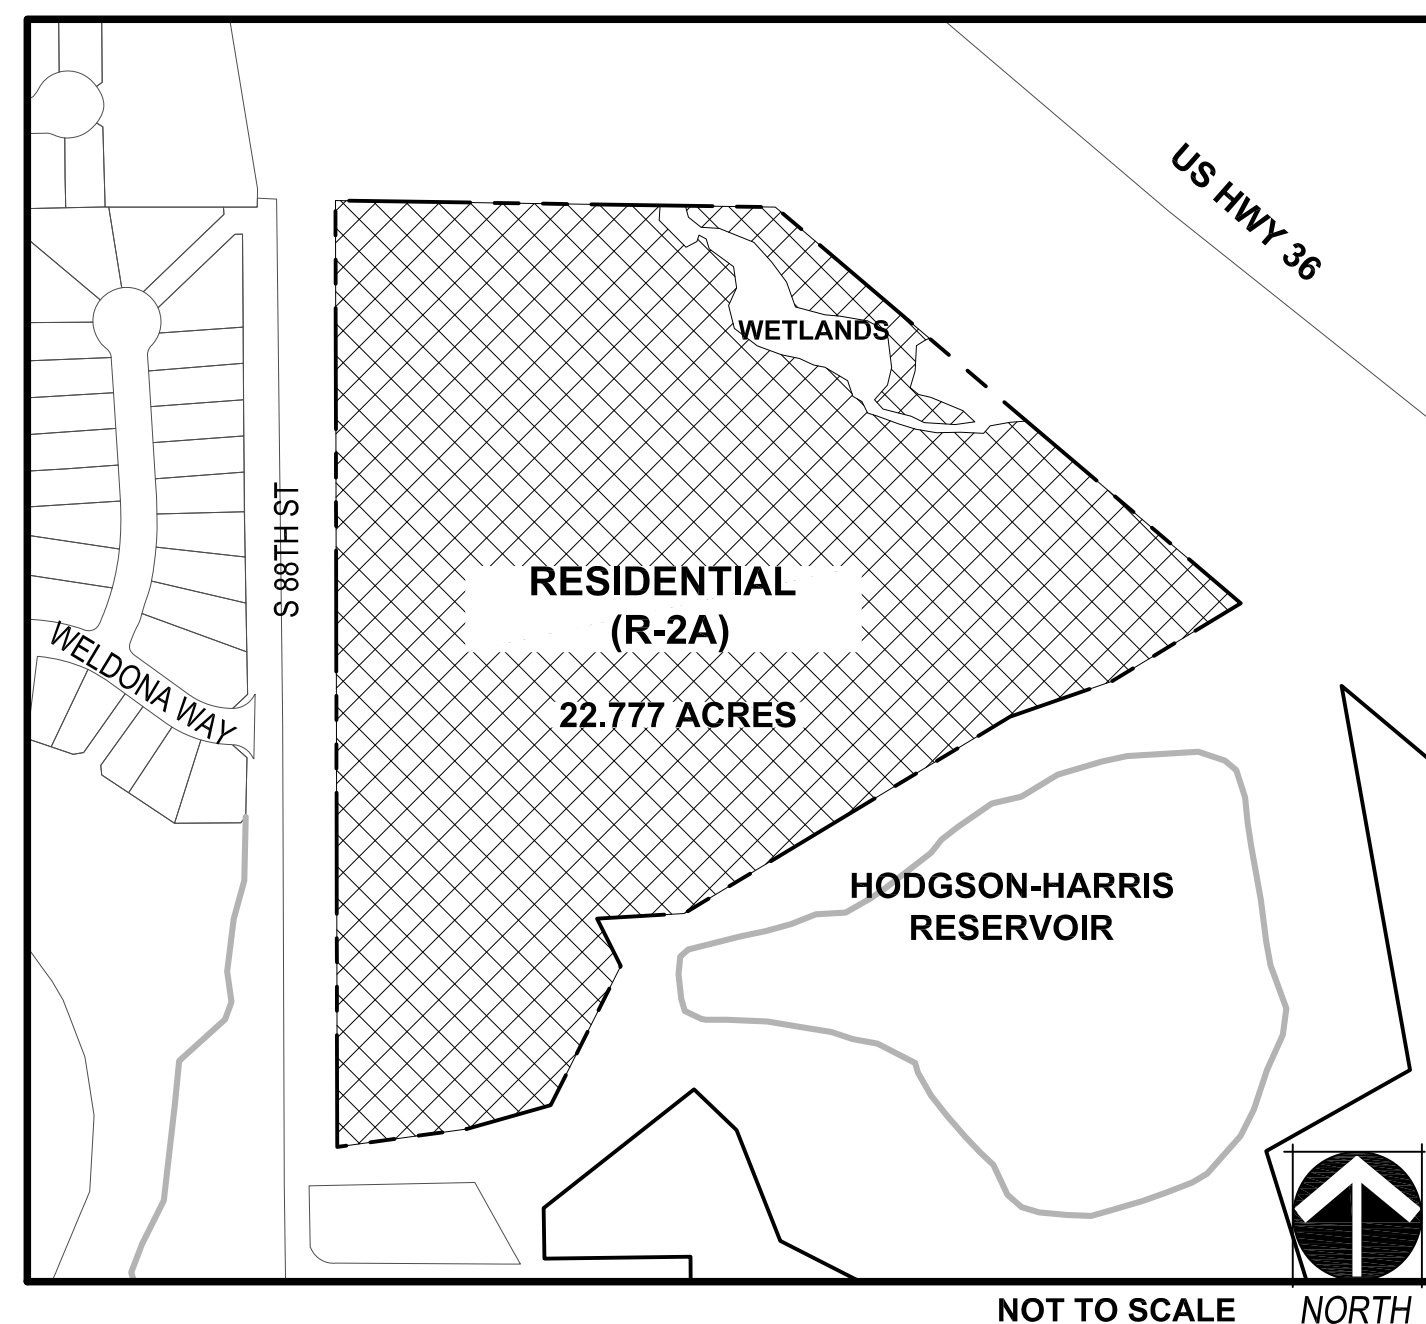 US HWY 36
WETLANDS
S 88TH ST
RESIDENTIAL
(R-2A)
22.777 ACRES
WELDONA WAY
HODGSON-HARRIS
RESERVOIR
NOT TO SCALE
NORTH